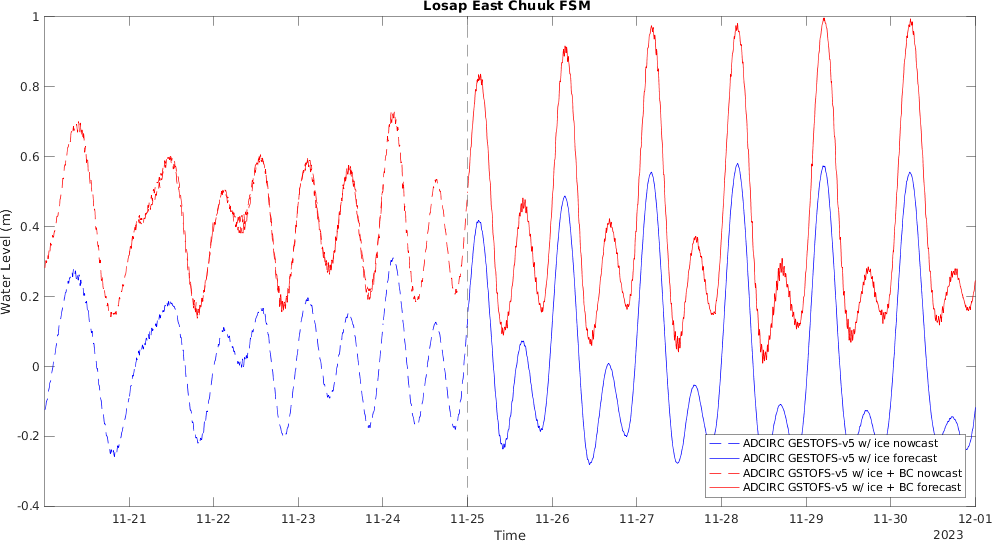 Losap East Chuuk FSM
Water Level (m)
1
0.8
0.6
0.4
0.2
0
-0.2
-0.4
11-21
11-22
11-23
11-24
11-25
11-26
11-27
11-28
11-29
11-30
12-01
Time
2023
ADCIRC GESTOFS-v5 w/ ice nowcast
ADCIRC GESTOFS-v5 w/ ice forecast
ADCIRC GSTOFS-v5 w/ ice + BC nowcast
ADCIRC GSTOFS-v5 w/ ice + BC forecast